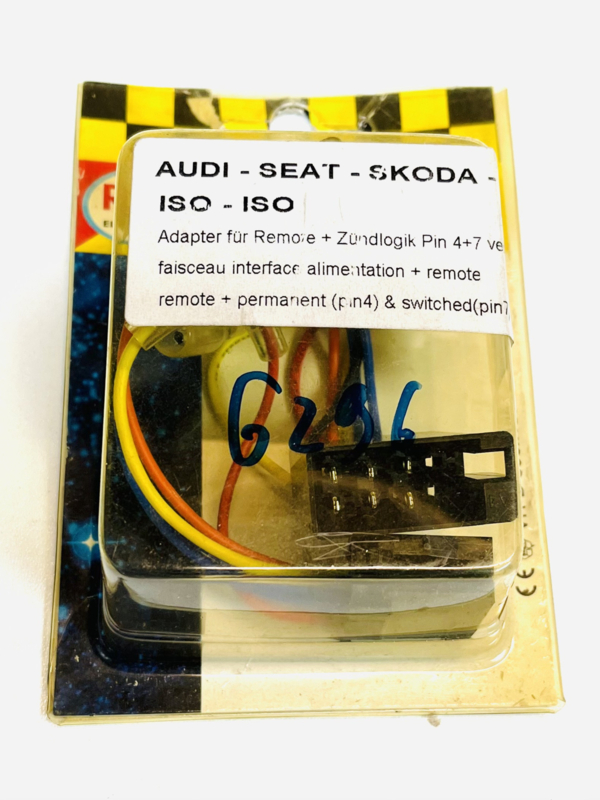 AUDI - SEAT - SKODA -
ISO - ISO
Adapter für Remote + Zündlogik Pin 4+7 ve
faisceau interface alimentation + remote
remote + permanent (pin4) & switched(pin7
G296
CE